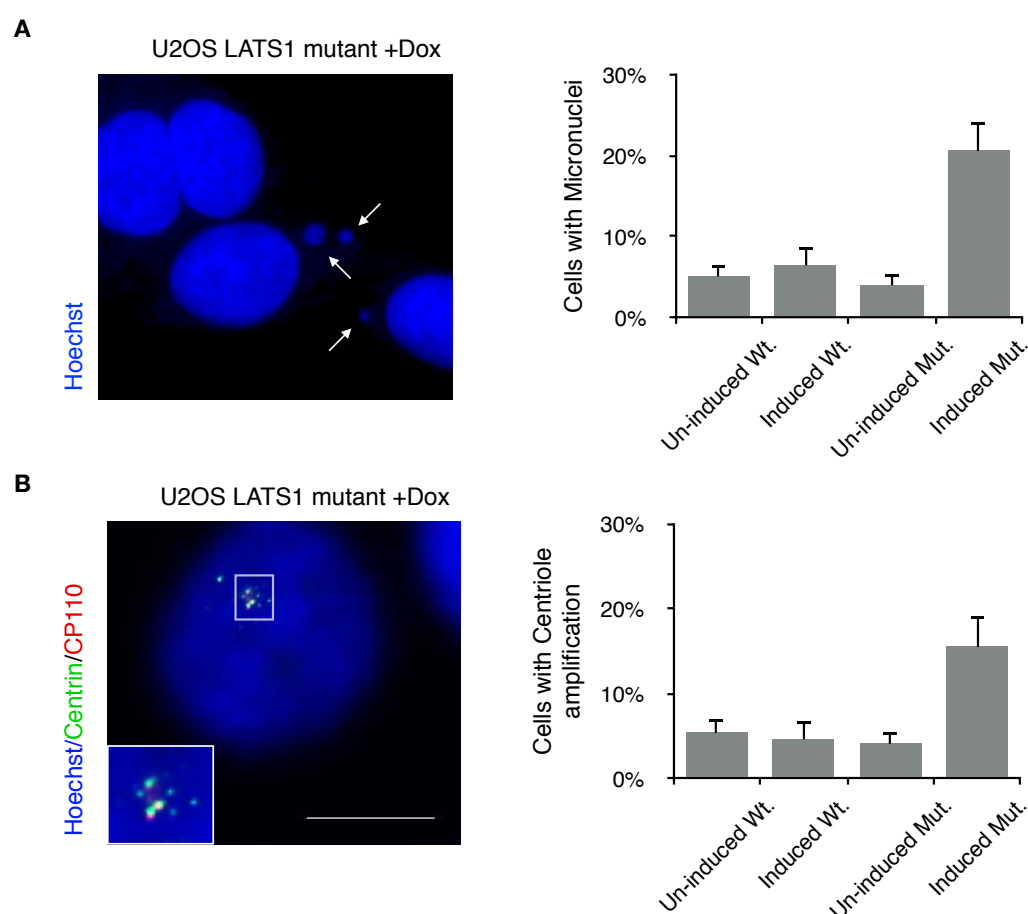 A
U2OS LATS1 mutant +Dox
Hoechst
Cells with Micronuclei
30%
20%
10%
0%
Un-induced Wt.
Induced Wt.
Un-induced Mut.
Induced Mut.
B
U2OS LATS1 mutant +Dox
Hoechst/Centrin/CP110
Cells with Centriole
amplification
30%
20%
10%
0%
Un-induced Wt.
Induced Wt.
Un-induced Mut.
Induced Mut.